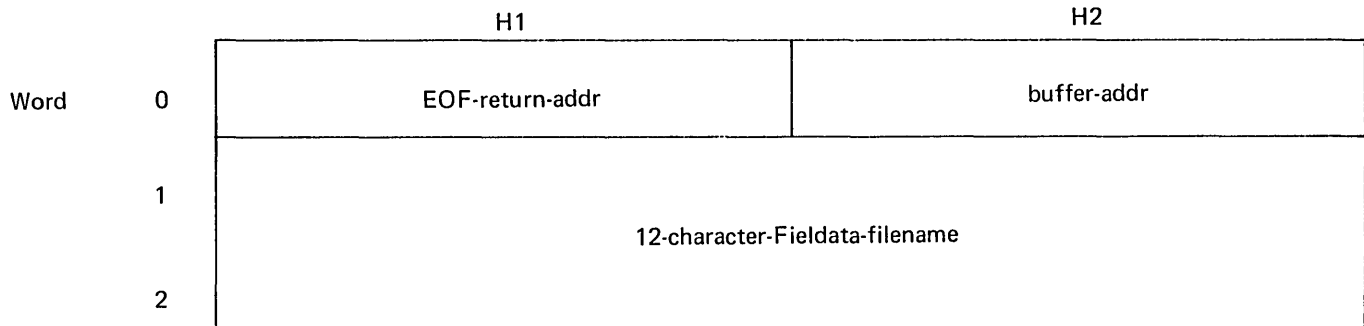 H1 H2
Word 0 EOF-return-addr buffer-addr
1
12-character-Fieldata-filename
2